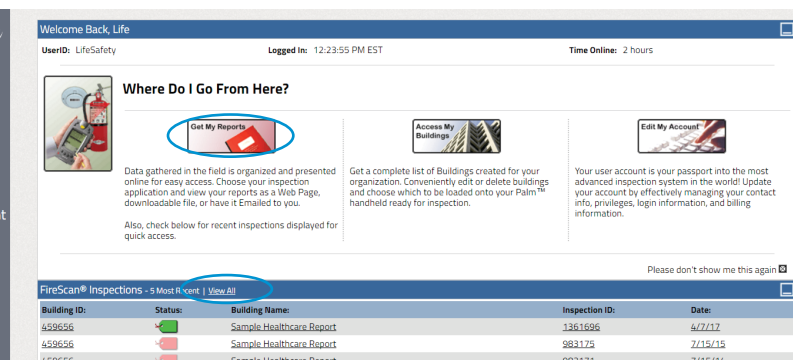 Welcome Back, Life
UserID: LifeSafety Logged In: 12:23:55 PM EST Time Online: 2 hours
Where Do I Go From Here?
Get My Reports
Data gathered in the field is organized and presented
online for easy access. Choose your inspection
application and view your reports as a Web Page,
downloadable file, or have it Emailed to you.
Also, check below for recent inspections displayed for
quick access.
Access My
Buildings
Get a complete list of Buildings created for your
organization. Conveniently edit or delete buildings
and choose which to be loaded onto your Palm™
handheld ready for inspection.
Edit My Account
Your user account is your passport into the most
advanced inspection system in the world! Update
your account by effectively managing your contact
info, privileges, login information, and billing
information.
Please don't show me this again
FireScan® Inspections - 5 Most Recent | View All
Building ID: Status: Building Name: Inspection ID: Date:
459656 Sample Healthcare Report 1361696 4/7/17
459656 Sample Healthcare Report 983175 7/15/15